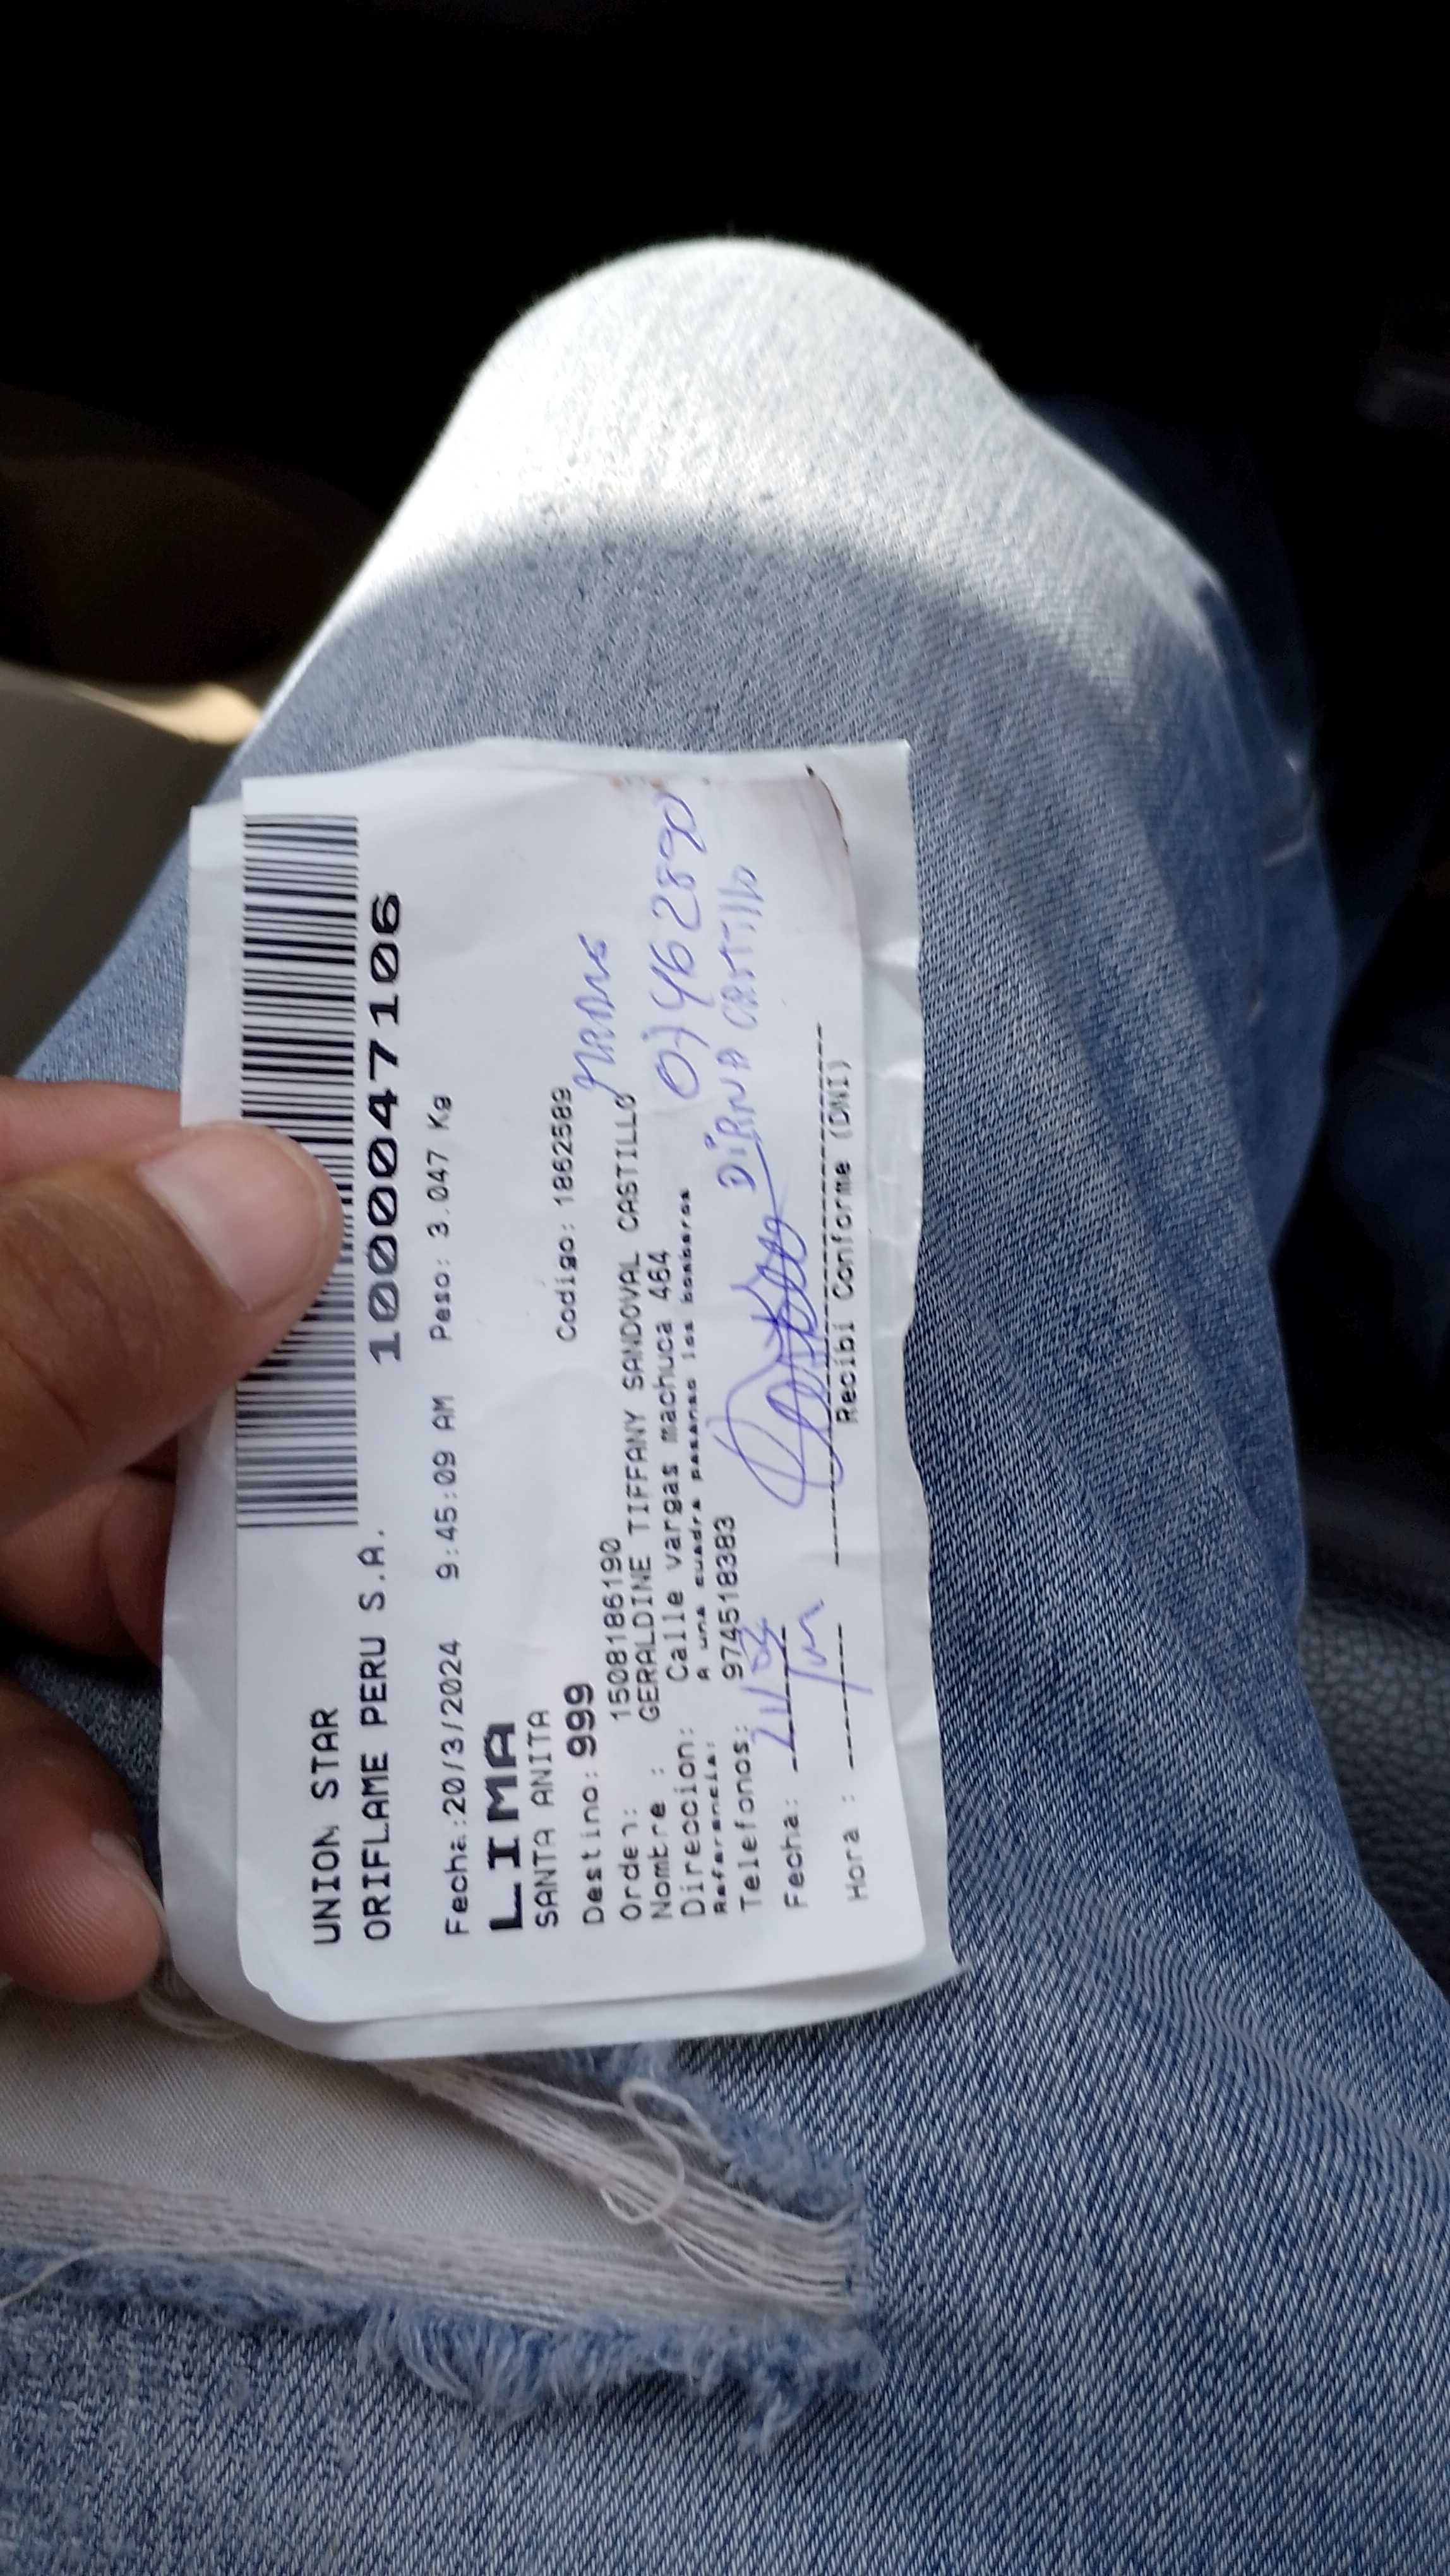 UNION STAR
ORIFLAME PERU S.A.
1000047106
Fecha:20/3/2024 9:45:09 AM Peso: 3.047 Kg
LIMA
SANTA ANITA
Codigo: 1862589
Destino: 999
Orden: 15081186190
Nombre : GERALDINE TIFFANY SANDOVAL CASTILLO
Direccion: Calle vargas machuca 464
Referencia: A una cuadra pasando los bomberos
Telefonos: 974518383
DiANA CASTillo
Fecha:
Hora :
Recibi Conforme (DNI)